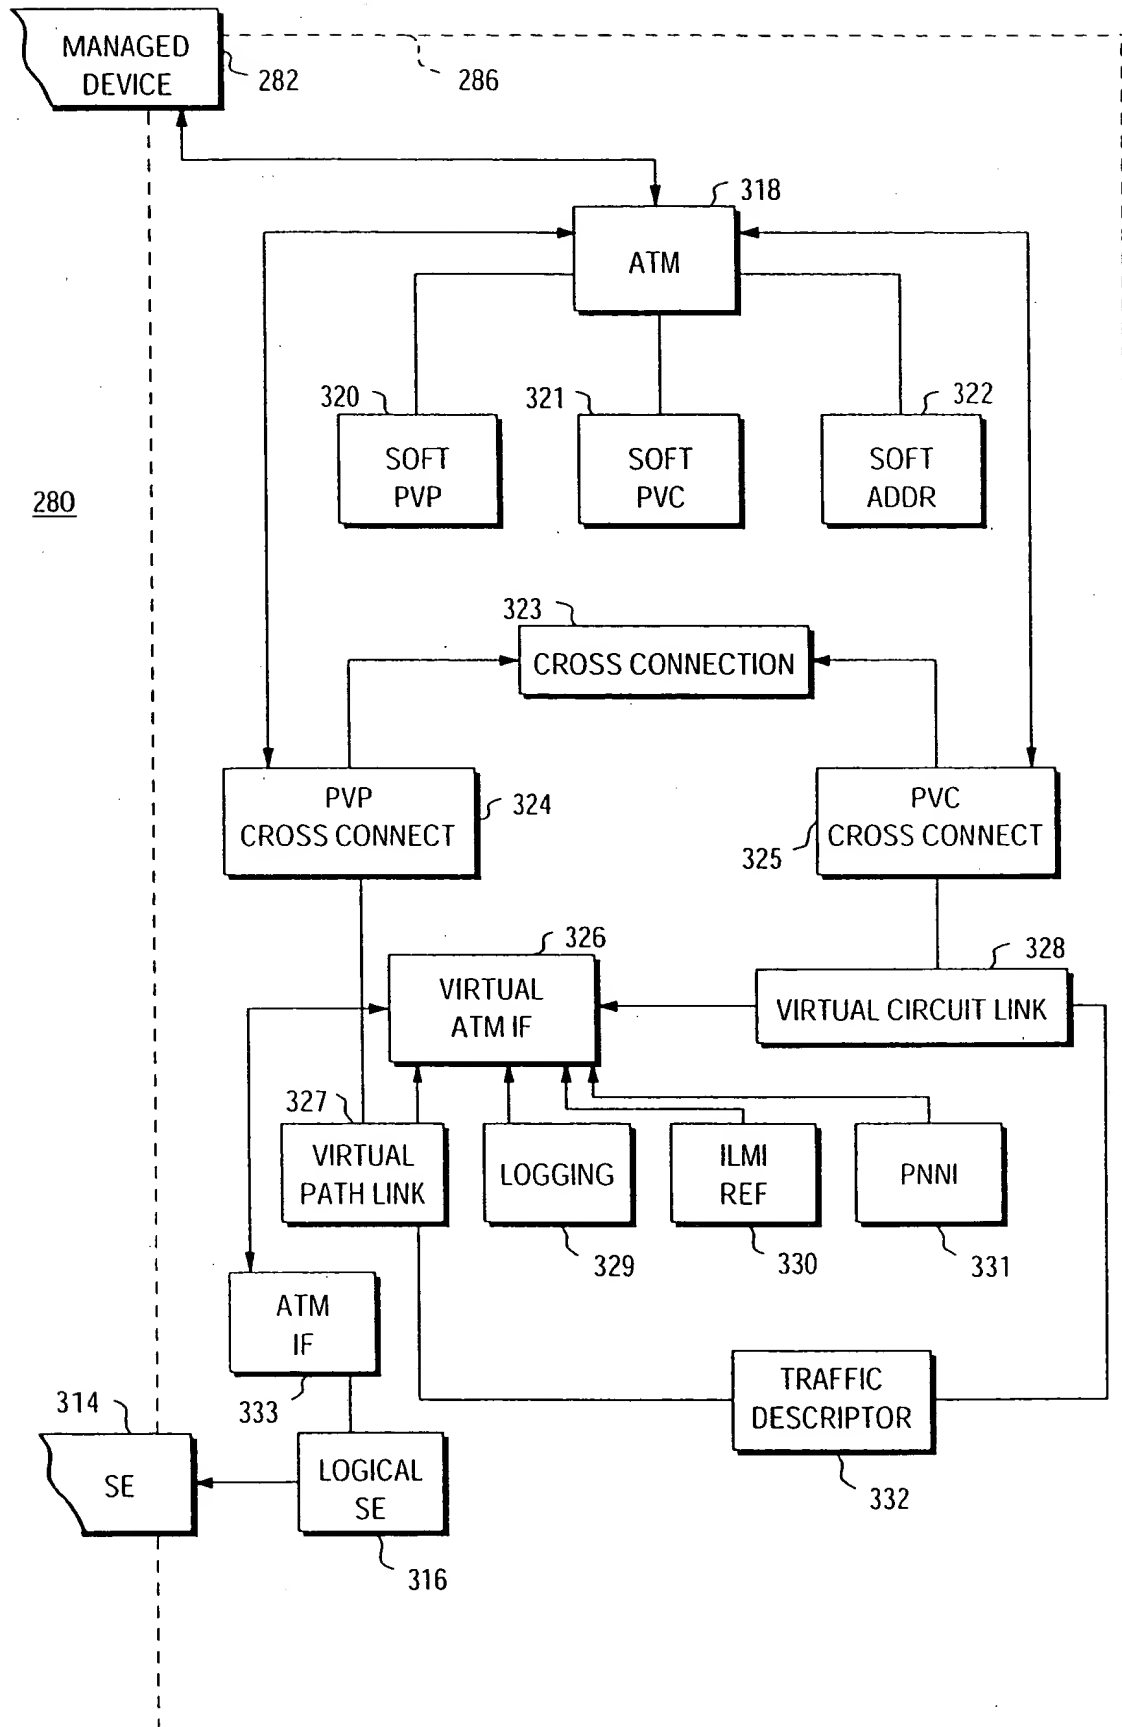 MANAGED
DEVICE
282
286
318
ATM
320
321
322
SOFT
PVP
SOFT
PVC
SOFT
ADDR
280
323
CROSS CONNECTION
PVP
CROSS CONNECT
324
PVC
CROSS CONNECT
325
326
VIRTUAL
ATM IF
328
VIRTUAL CIRCUIT LINK
327
VIRTUAL
PATH LINK
LOGGING
ILMI
REF
PNNI
329
330
331
ATM
IF
333
TRAFFIC
DESCRIPTOR
332
314
SE
LOGICAL
SE
316